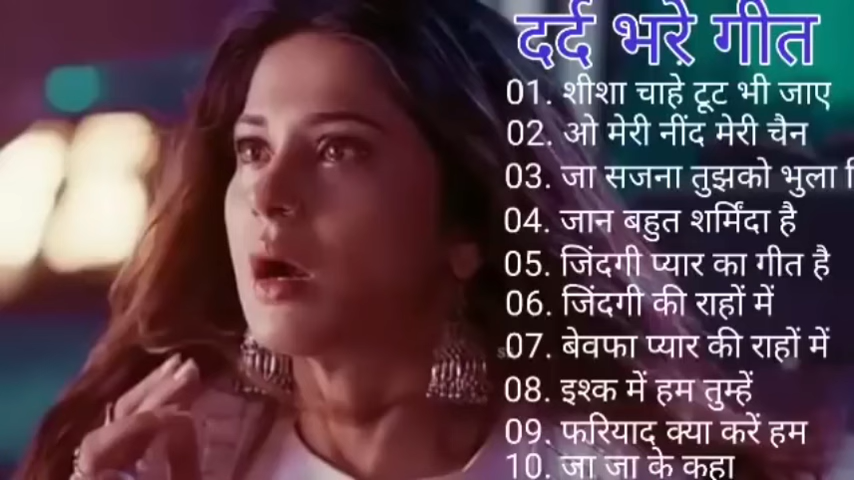 दर्द भरे गीत
01. शीशा चाहे टूट भी जाए
02. ओ मेरी नींद मेरी चैन
03. जा सजना तुझको भुला
04. जान बहुत शर्मिंदा है
05. जिंदगी प्यार का गीत है
06. जिंदगी की राहों में
07. बेवफा प्यार की राहों में
08. इश्क में हम तुम्हें
09. फरियाद क्या करें हम
10. जा जा के कहा